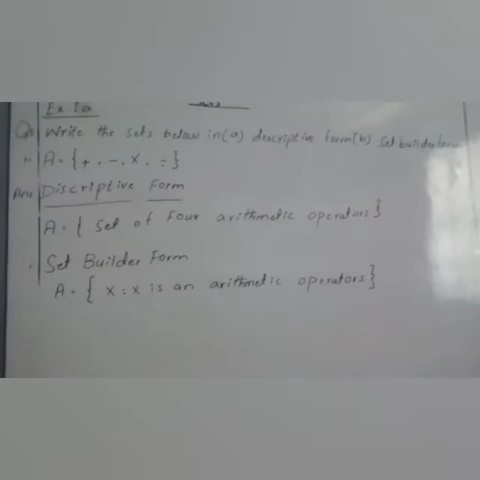 Ex 1a
Q1 Write the sets below in (a) descriptive form (b) Set builder form
A = { + , - , × , ÷ }
Ans Discriptive Form
A = { Set of Four arithmetic operators }
Set Builder Form
A = { x : x is an arithmetic operators }